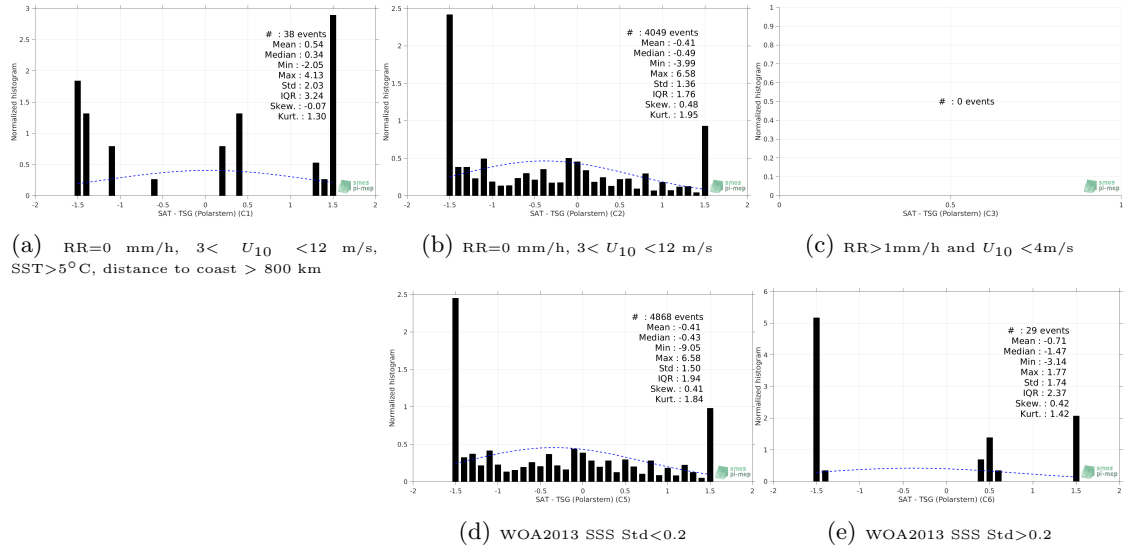 3
2.5
2
1.5
1
0.5
0
-2
-1.5
-1
-0.5
0
0.5
1
1.5
2
Normalized histogram
SAT - TSG (Polarstern) (C1)
# : 38 events
Mean : 0.54
Median : 0.34
Min : -2.05
Max : 4.13
Std : 2.03
IQR : 3.24
Skew. : -0.07
Kurt. : 1.30
smos
pi-mep
(a) RR=0 mm/h, 3< U10 <12 m/s,
SST>5°C, distance to coast > 800 km
2.5
2
1.5
1
0.5
0
-2
-1.5
-1
-0.5
0
0.5
1
1.5
2
Normalized histogram
SAT - TSG (Polarstern) (C2)
# : 4049 events
Mean : -0.41
Median : -0.49
Min : -3.99
Max : 6.58
Std : 1.36
IQR : 1.76
Skew. : 0.48
Kurt. : 1.95
smos
pi-mep
(b) RR=0 mm/h, 3< U10 <12 m/s
1
0.9
0.8
0.7
0.6
0.5
0.4
0.3
0.2
0.1
0
-1
-0.5
0
0.5
1
Normalized histogram
SAT - TSG (Polarstern) (C3)
# : 0 events
smos
pi-mep
(c) RR>1mm/h and U10 <4m/s
2.5
2
1.5
1
0.5
0
-2
-1.5
-1
-0.5
0
0.5
1
1.5
2
Normalized histogram
SAT - TSG (Polarstern) (C5)
# : 4868 events
Mean : -0.41
Median : -0.43
Min : -9.05
Max : 6.58
Std : 1.50
IQR : 1.94
Skew. : 0.41
Kurt. : 1.84
smos
pi-mep
(d) WOA2013 SSS Std<0.2
6
5
4
3
2
1
0
-2
-1.5
-1
-0.5
0
0.5
1
1.5
2
Normalized histogram
SAT - TSG (Polarstern) (C6)
# : 29 events
Mean : -0.71
Median : -1.47
Min : -3.14
Max : 1.77
Std : 1.74
IQR : 2.37
Skew. : 0.42
Kurt. : 1.42
smos
pi-mep
(e) WOA2013 SSS Std>0.2